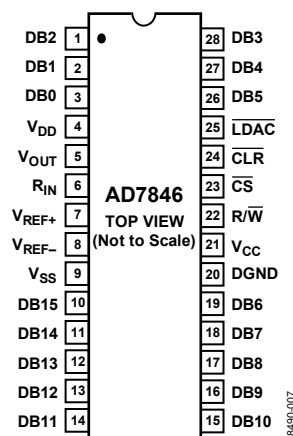 DB2 1 28 DB3
DB1 2 27 DB4
DB0 3 26 DB5
VDD 4 25 LDAC
VOUT 5 24 CLR
RIN 6 23 CS
AD7846
VREF+ 7 22 R/W
TOP VIEW
VREF– 8 21 VCC
(Not to Scale)
VSS 9 20 DGND
DB15 10 19 DB6
DB14 11 18 DB7
DB13 12 17 DB8
DB12 13 16 DB9
DB11 14 15 DB10
8490-007